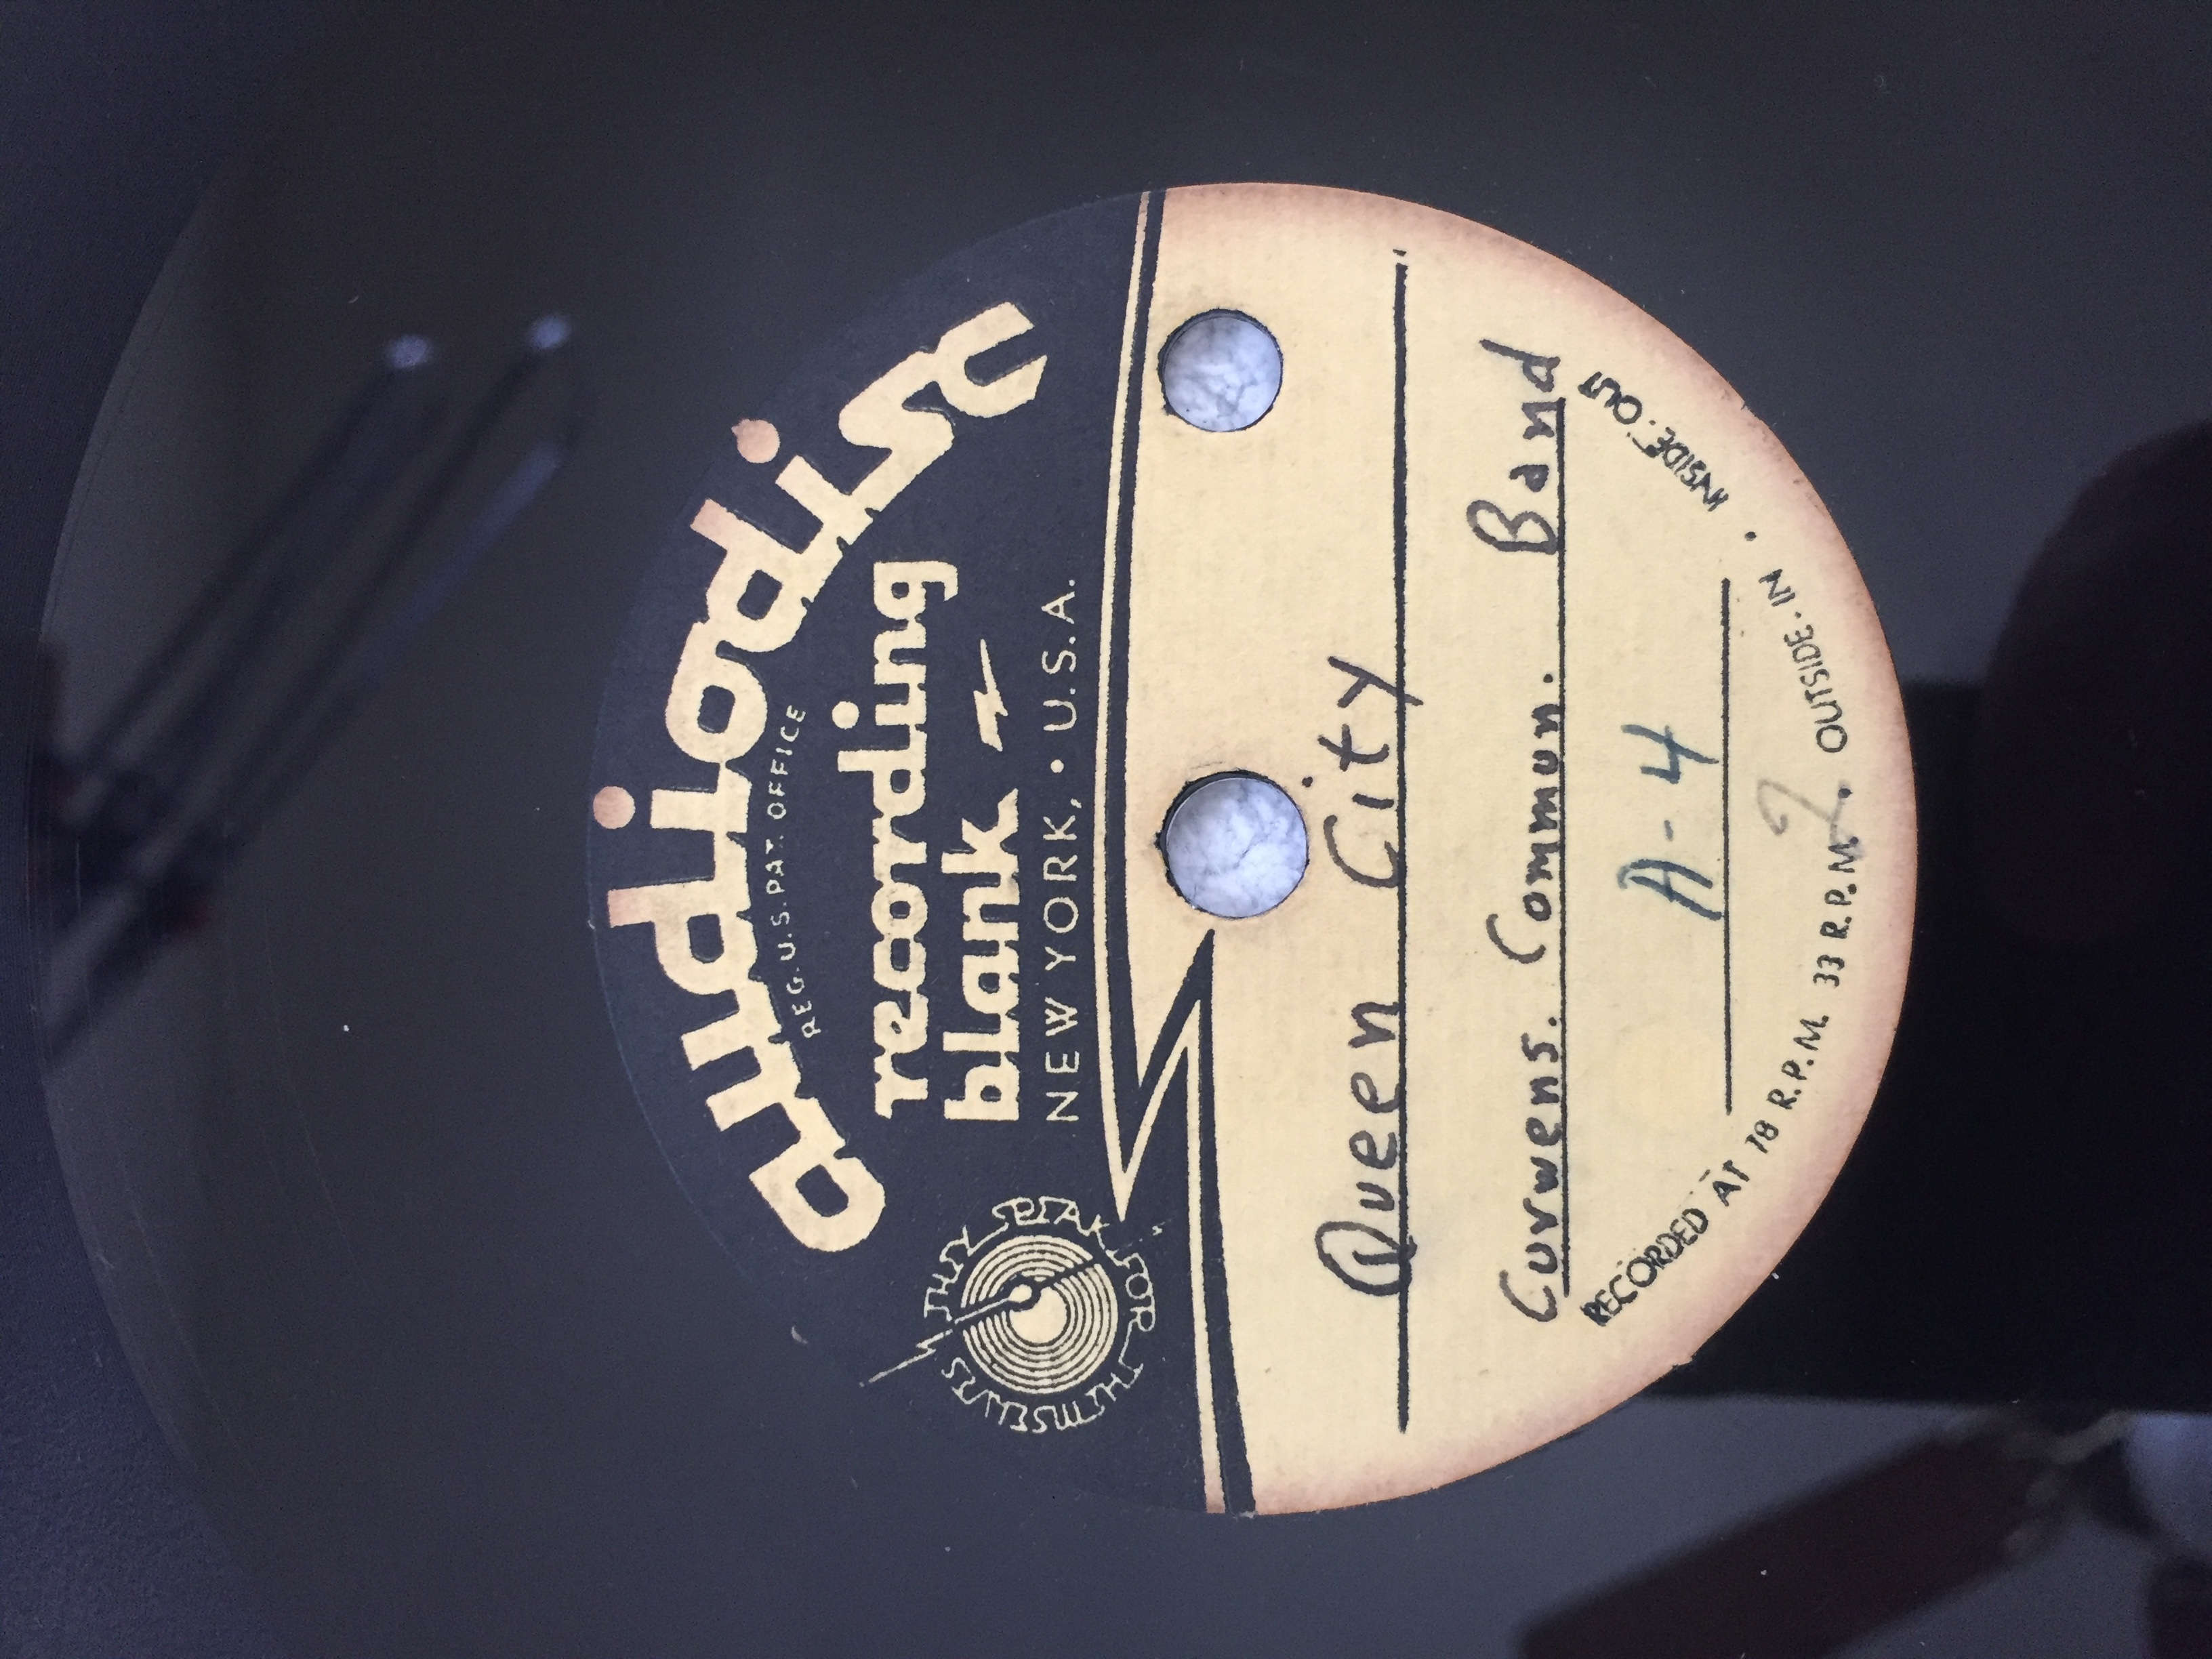 audiodisc
REG. U.S. PAT. OFFICE
recording
blank
NEW YORK, • U.S.A.
THEY SPEAK FOR THEMSELVES
Queen City
Curwens. Commun. Band
A-4
2
RECORDED AT 78 R.P.M. 33 R.P.M. OUTSIDE. IN • INSIDE. OUT